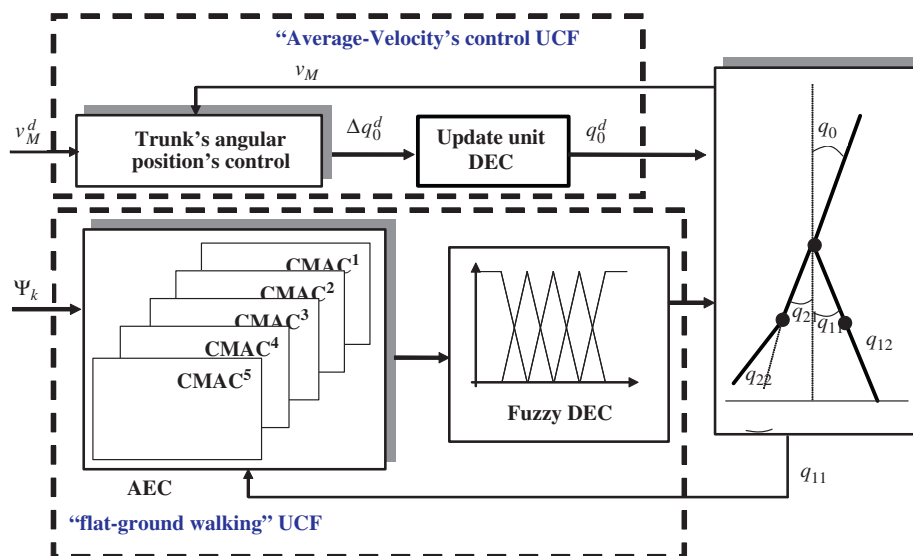 “Average-Velocity’s control UCF
v_M
v_M^d
Trunk’s angular
position’s control
Δq_0^d
Update unit
DEC
q_0^d
q_0
Ψ_k
CMAC^1
CMAC^2
CMAC^3
CMAC^4
CMAC^5
AEC
Fuzzy DEC
q_21
q_11
q_12
q_22
q_11
“flat-ground walking” UCF